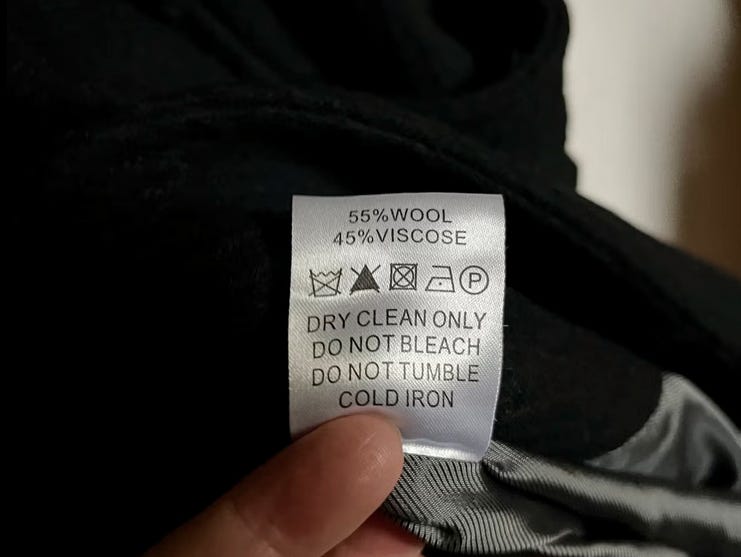 55%WOOL
45%VISCOSE
P
DRY CLEAN ONLY
DO NOT BLEACH
DO NOT TUMBLE
COLD IRON